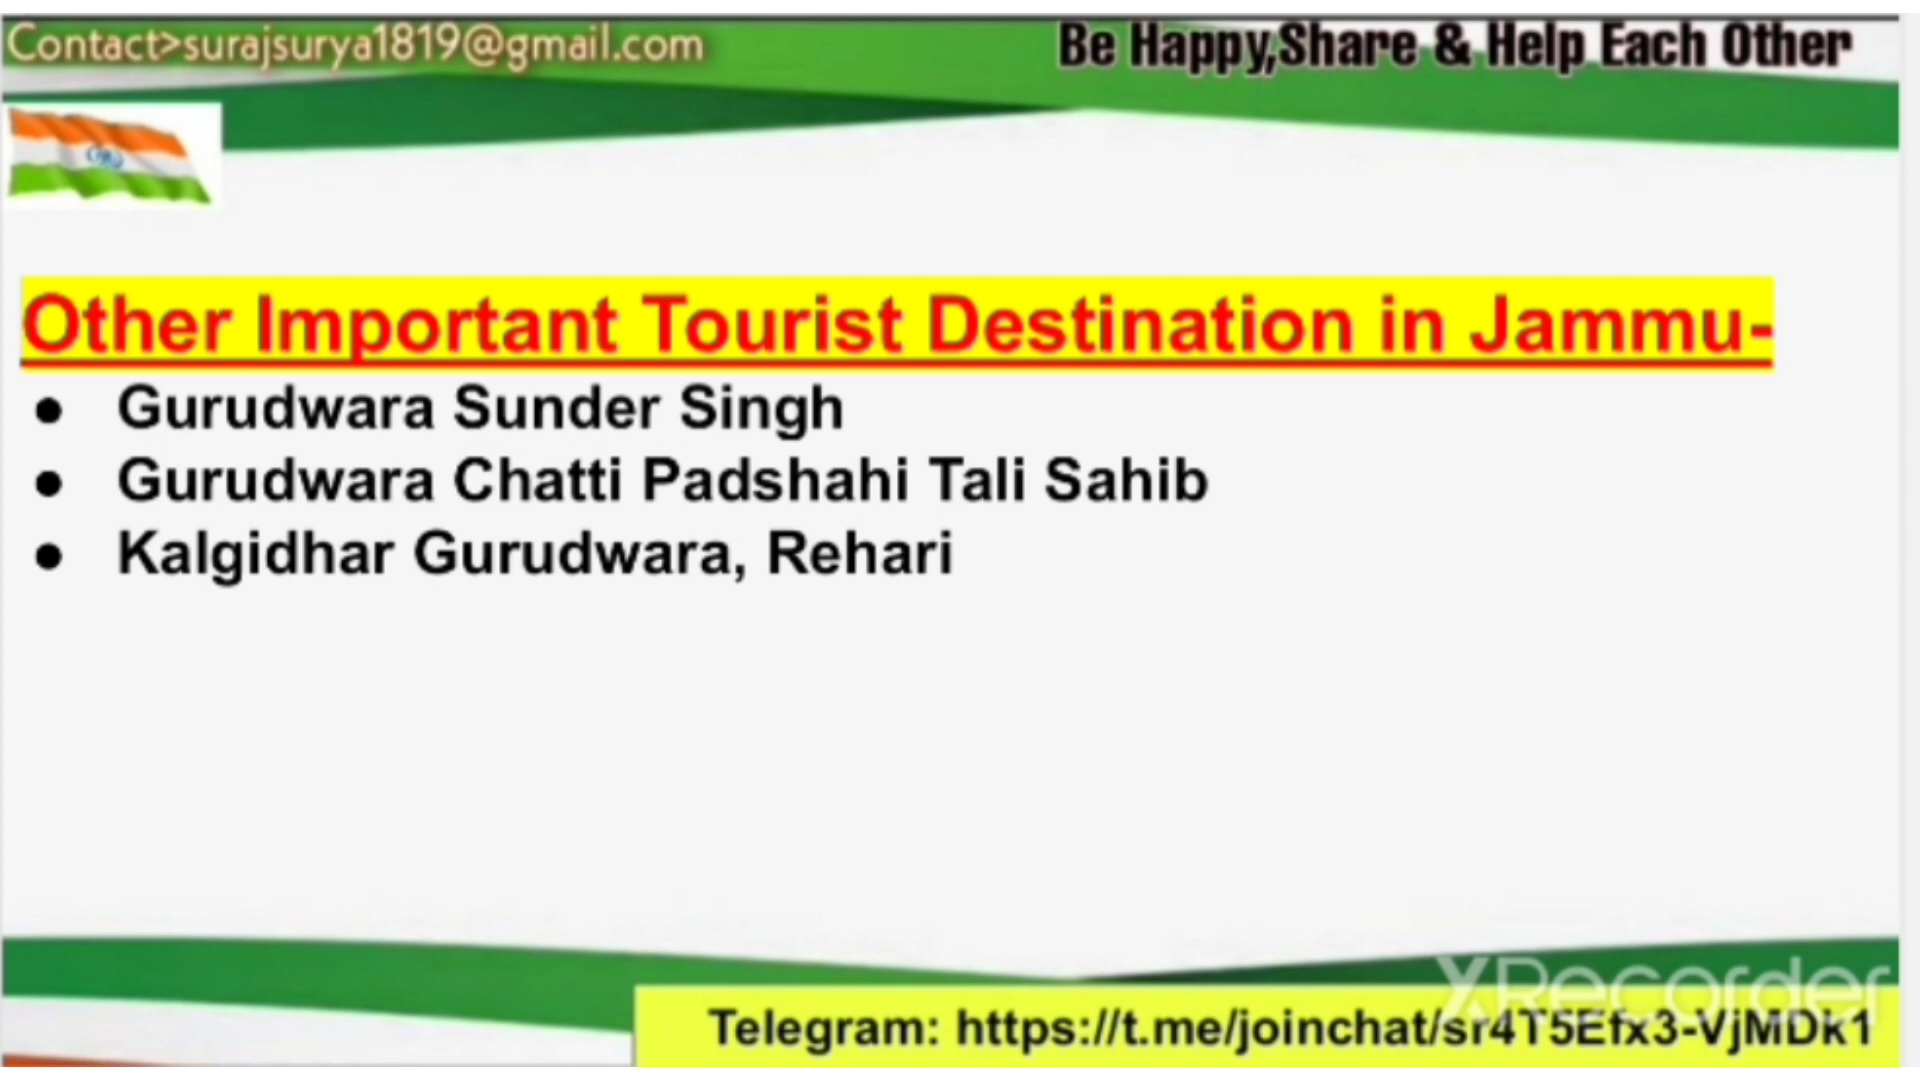 Contact>surajsurya1819@gmail.com
Be Happy,Share & Help Each Other
Other Important Tourist Destination in Jammu-
● Gurudwara Sunder Singh
● Gurudwara Chatti Padshahi Tali Sahib
● Kalgidhar Gurudwara, Rehari
XRecorder
Telegram: https://t.me/joinchat/sr4T5Efx3-VjMDk1